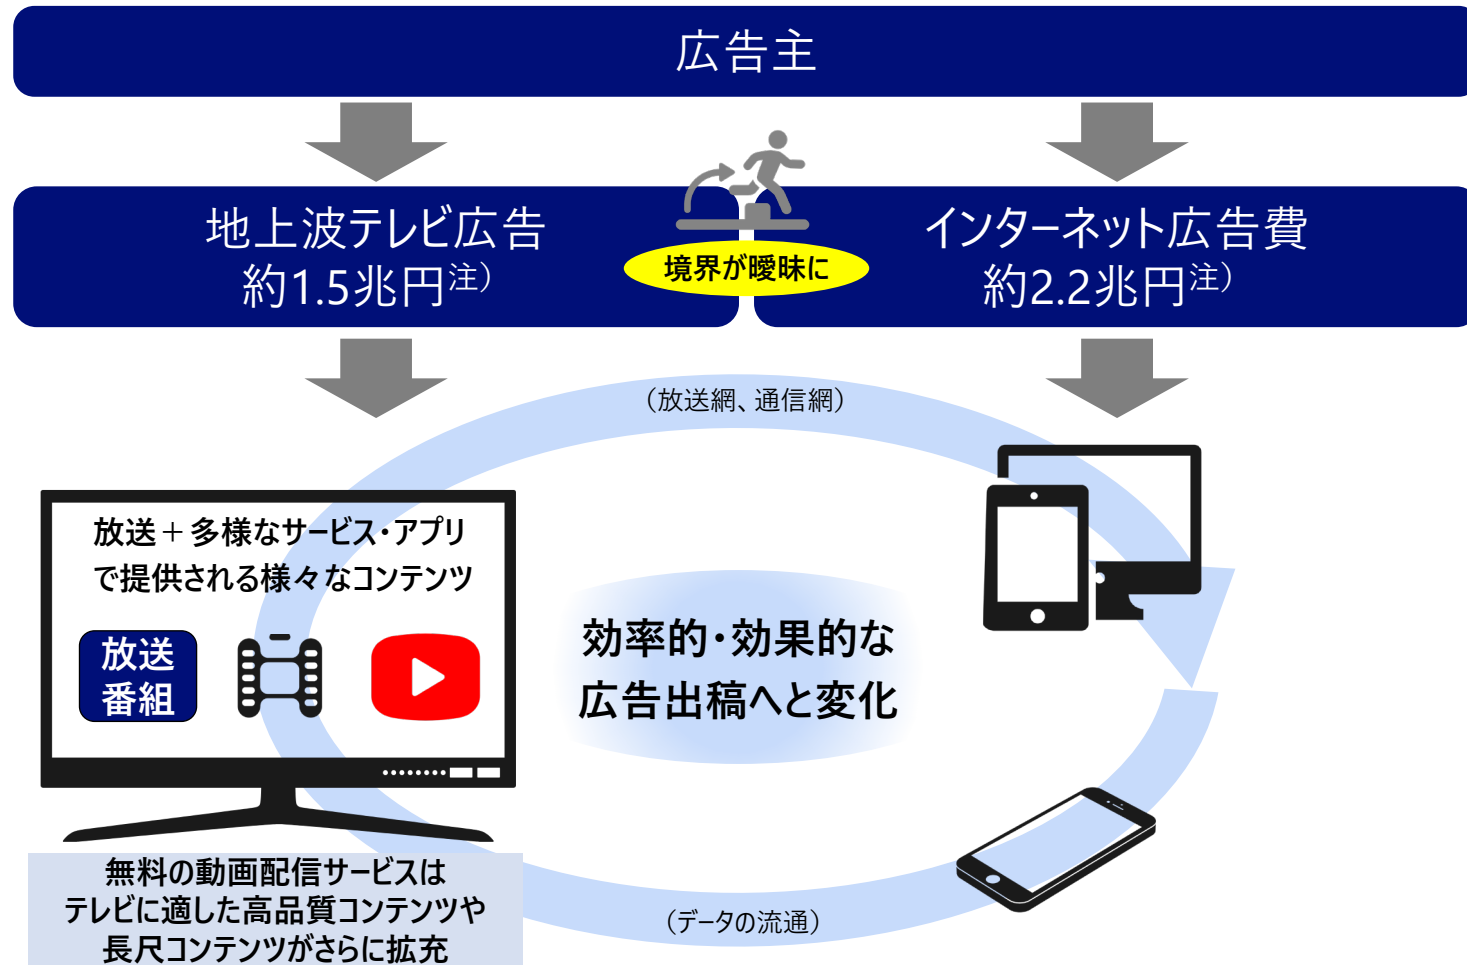 広告主
地上波テレビ広告
約1.5兆円注）
境界が曖昧に
インターネット広告費
約2.2兆円注）
（放送網、通信網）
放送＋多様なサービス・アプリ
で提供される様々なコンテンツ
放送
番組
効率的・効果的な
広告出稿へと変化
無料の動画配信サービスは
テレビに適した高品質コンテンツや
長尺コンテンツがさらに拡充
（データの流通）